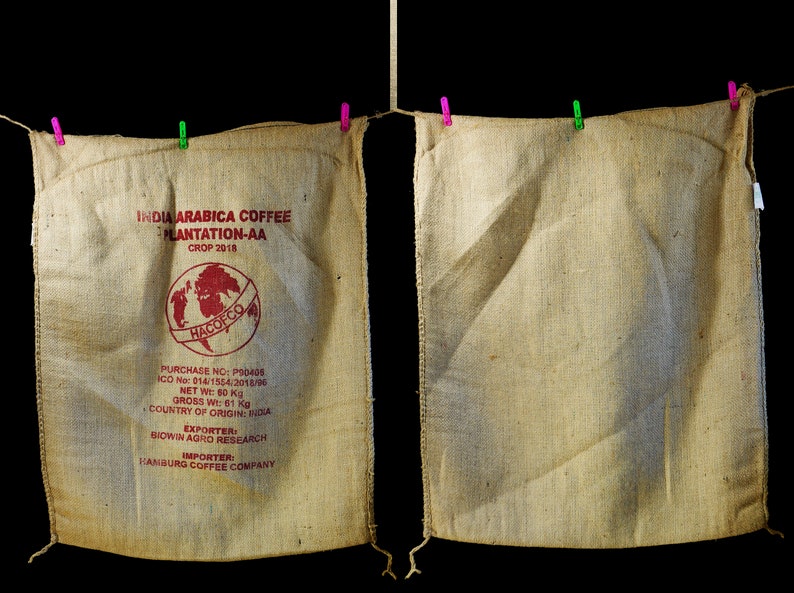 INDIA ARABICA COFFEE
PLANTATION-AA
CROP 2018
HACOFCO
PURCHASE NO: P90406
ICO No: 014/1554/2018/96
NET Wt: 60 Kg
GROSS Wt: 61 Kg
COUNTRY OF ORIGIN: INDIA
EXPORTER:
BIOWIN AGRO RESEARCH
IMPORTER:
HAMBURG COFFEE COMPANY